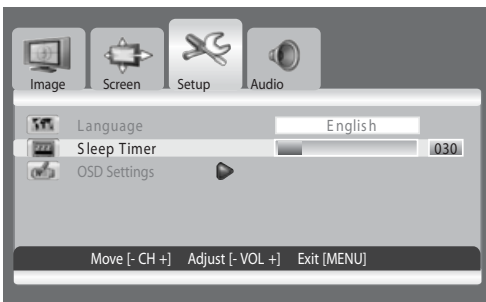 Image Screen Setup Audio
Language English
Sleep Timer 030
OSD Settings
Move [- CH +] Adjust [- VOL +] Exit [MENU]